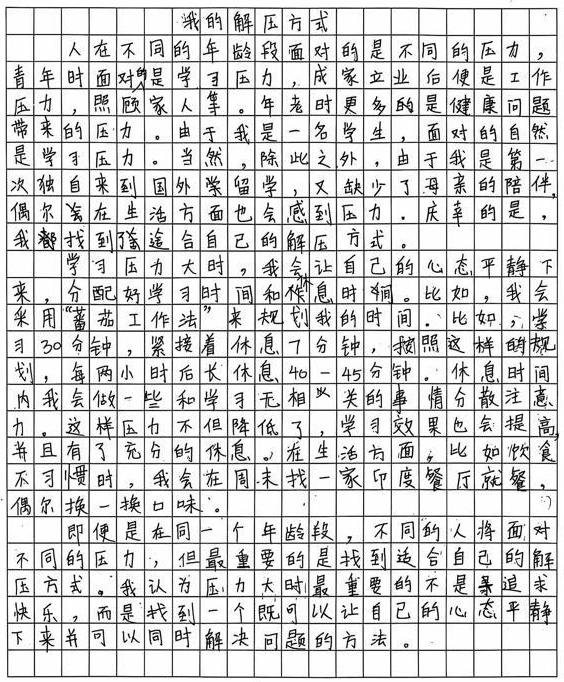 我的解压方式
人在不同的年龄段面对的是不同的压力，
青年时面对的是学习压力，成家立业后便是工作
压力，照顾家人等。年老时更多的是健康问题
带来的压力。由于我是一名学生，面对的自然
是学习压力。当然，除此之外，由于我是第一
次独自来到国外留学，又缺少了母亲的陪伴，
偶尔会在生活方面也会感到压力。庆幸的是，
我都找到了适合自己的解压方式。
学习压力大时，我会让自己的心态平静下
来，分配好学习时间和休息时间。比如，我会
采用“蕃茄工作法”来规划我的时间。比如，学
习30分钟，紧接着休息7分钟，按照这样的规
划，每两小时后长休息40-45分钟。休息时间
内我会做一些和学习无相关的事情分散注意
力。这样压力不但降低了，学习效果也会提高，
并且有了充分的休息。在生活方面，比如饮食
不习惯时，我会在周末找一家印度餐厅就餐，
偶尔换一换口味。
即便是在同一个年龄段，不同的人将面对
不同的压力，但最重要的是找到适合自己的解
压方式。我认为压力大时最重要的不是追求
快乐，而是找到一个既可以让自己的心态平静
下来并可以同时解决问题的方法。